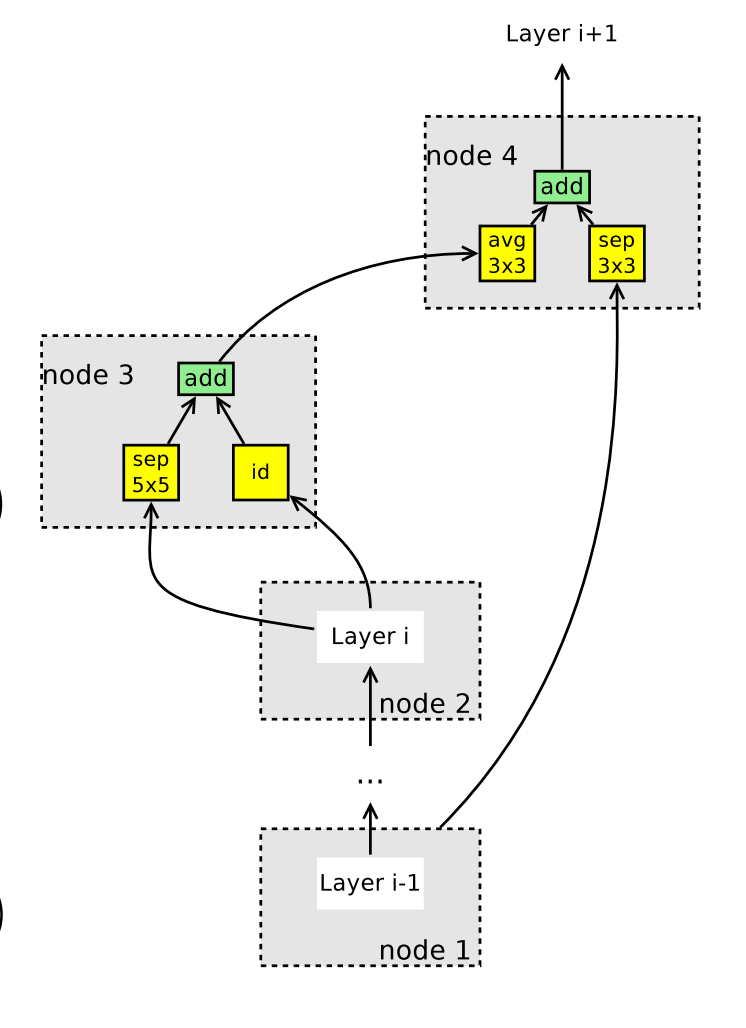 Layer i+1
node 4
add
avg
3x3
sep
3x3
node 3
add
sep
5x5
id
Layer i
node 2
...
Layer i-1
node 1